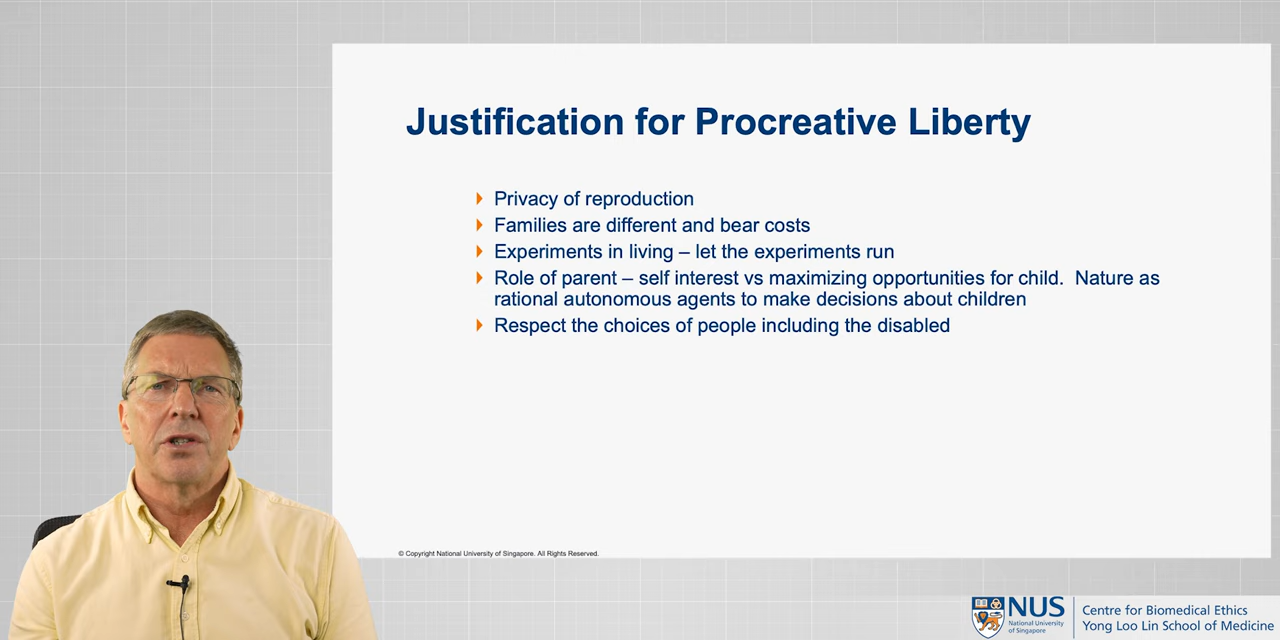 Justification for Procreative Liberty
Privacy of reproduction
Families are different and bear costs
Experiments in living – let the experiments run
Role of parent – self interest vs maximizing opportunities for child.  Nature as
rational autonomous agents to make decisions about children
Respect the choices of people including the disabled
© Copyright National University of Singapore. All Rights Reserved.
NUS
National University
of Singapore
Centre for Biomedical Ethics
Yong Loo Lin School of Medicine